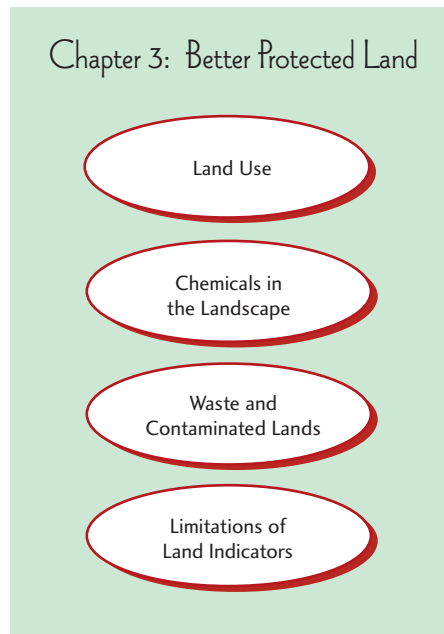 Chapter 3: Better Protected Land
Land Use
Chemicals in
the Landscape
Waste and
Contaminated Lands
Limitations of
Land Indicators